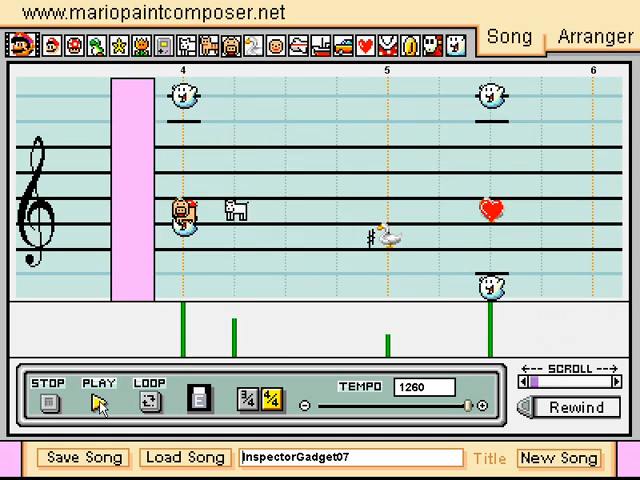 www.mariopaintcomposer.net
Song Arranger
4 5 6
STOP PLAY LOOP
3/4 4/4
TEMPO 1260
<-- SCROLL -->
Rewind
Save Song Load Song InspectorGadget07 Title New Song